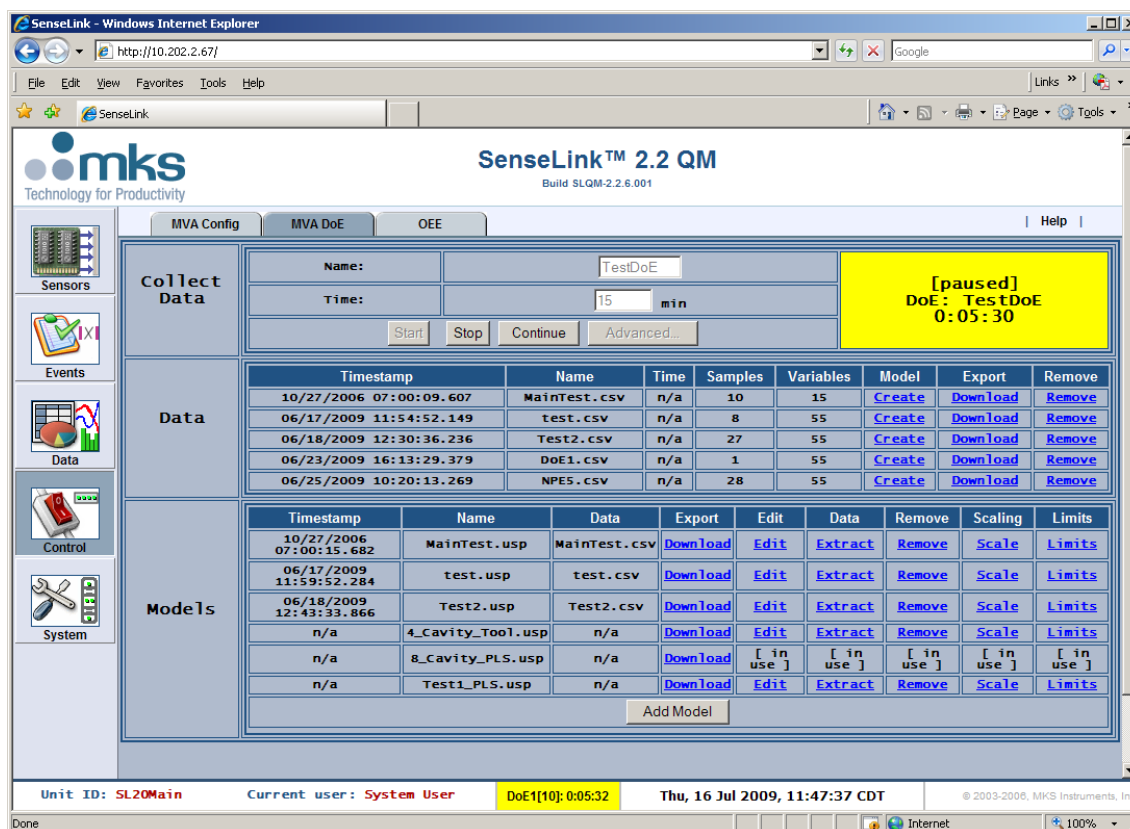 SenseLink - Windows Internet Explorer
http://10.202.2.67/
Google
File Edit View Favorites Tools Help
Links »
SenseLink
Page Tools
mks
Technology for Productivity
SenseLink™ 2.2 QM
Build SLQM-2.2.6.001
MVA Config MVA DoE OEE | Help |
Sensors
Events
Data
Control
System
Collect Data
Name: TestDoE
Time: 15 min
Start Stop Continue Advanced...
[paused]
DoE: TestDoE
0:05:30
Data
Timestamp Name Time Samples Variables Model Export Remove
10/27/2006 07:00:09.607 MainTest.csv n/a 10 15 Create Download Remove
06/17/2009 11:54:52.149 test.csv n/a 8 55 Create Download Remove
06/18/2009 12:30:36.236 Test2.csv n/a 27 55 Create Download Remove
06/23/2009 16:13:29.379 DoE1.csv n/a 1 55 Create Download Remove
06/25/2009 10:20:13.269 NPE5.csv n/a 28 55 Create Download Remove
Models
Timestamp Name Data Export Edit Data Remove Scaling Limits
10/27/2006 07:00:15.682 MainTest.usp MainTest.csv Download Edit Extract Remove Scale Limits
06/17/2009 11:59:52.284 test.usp test.csv Download Edit Extract Remove Scale Limits
06/18/2009 12:43:33.866 Test2.usp Test2.csv Download Edit Extract Remove Scale Limits
n/a 4_Cavity_Tool.usp n/a Download Edit Extract Remove Scale Limits
n/a 8_Cavity_PLS.usp n/a Download [ in use ] [ in use ] [ in use ] [ in use ] [ in use ]
n/a Test1_PLS.usp n/a Download Edit Extract Remove Scale Limits
Add Model
Unit ID: SL20Main Current user: System User DoE1[10]: 0:05:32 Thu, 16 Jul 2009, 11:47:37 CDT © 2003-2006, MKS Instruments, In
Done Internet 100%